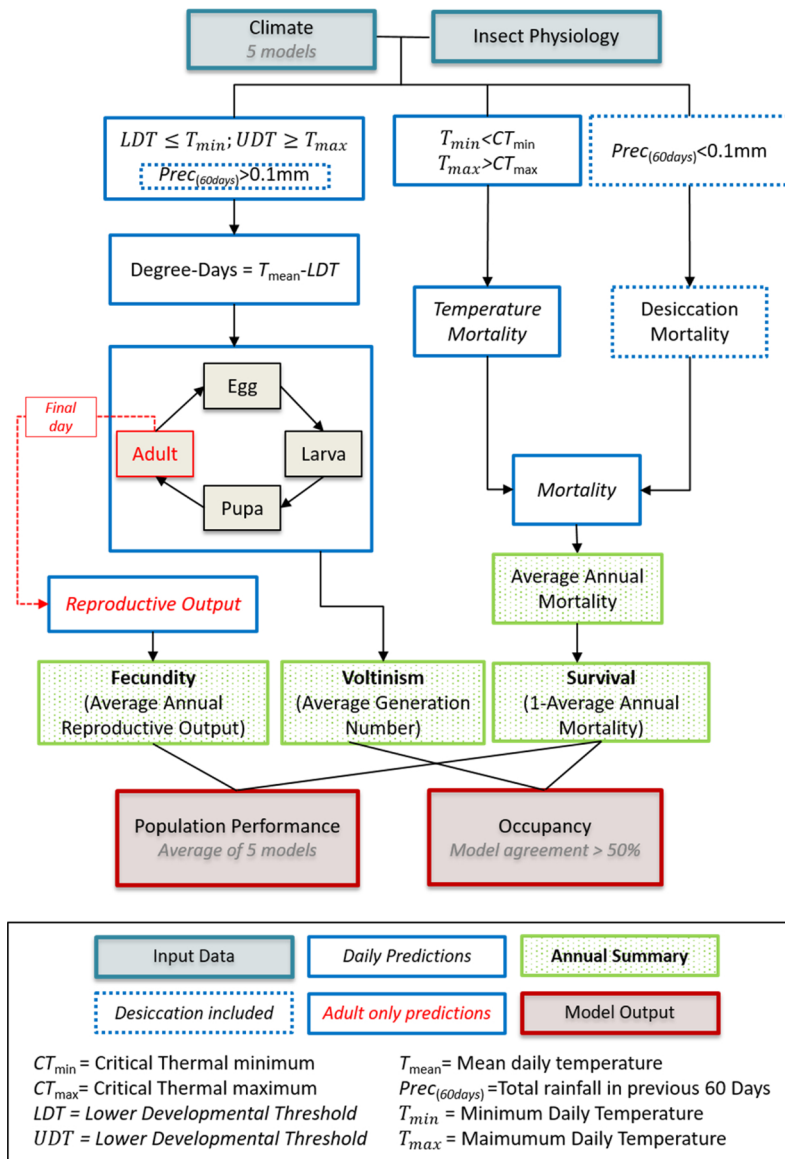 Climate
5 models
Insect Physiology
LDT ≤ Tmin; UDT ≥ Tmax
Prec(60days)>0.1mm
Tmin<CTmin
Tmax>CTmax
Prec(60days)<0.1mm
Degree-Days = Tmean-LDT
Temperature
Mortality
Desiccation
Mortality
Final
day
Egg
Adult
Larva
Pupa
Mortality
Reproductive Output
Average Annual
Mortality
Fecundity
(Average Annual
Reproductive Output)
Voltinism
(Average Generation
Number)
Survival
(1-Average Annual
Mortality)
Population Performance
Average of 5 models
Occupancy
Model agreement > 50%
Input Data
Daily Predictions
Annual Summary
Desiccation included
Adult only predictions
Model Output
CTmin = Critical Thermal minimum
CTmax= Critical Thermal maximum
LDT = Lower Developmental Threshold
UDT = Lower Developmental Threshold
Tmean= Mean daily temperature
Prec(60days) =Total rainfall in previous 60 Days
Tmin = Minimum Daily Temperature
Tmax = Maimumum Daily Temperature